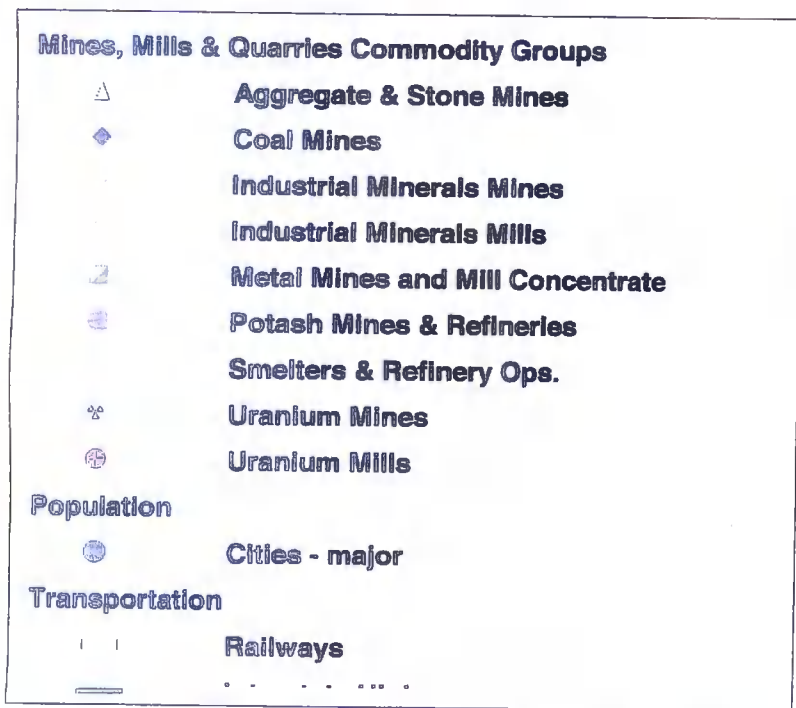 Mines, Mills & Quarries Commodity Groups
Aggregate & Stone Mines
Coal Mines
Industrial Minerals Mines
Industrial Minerals Mills
Metal Mines and Mill Concentrate
Potash Mines & Refineries
Smelters & Refinery Ops.
Uranium Mines
Uranium Mills
Population
Cities - major
Transportation
Railways